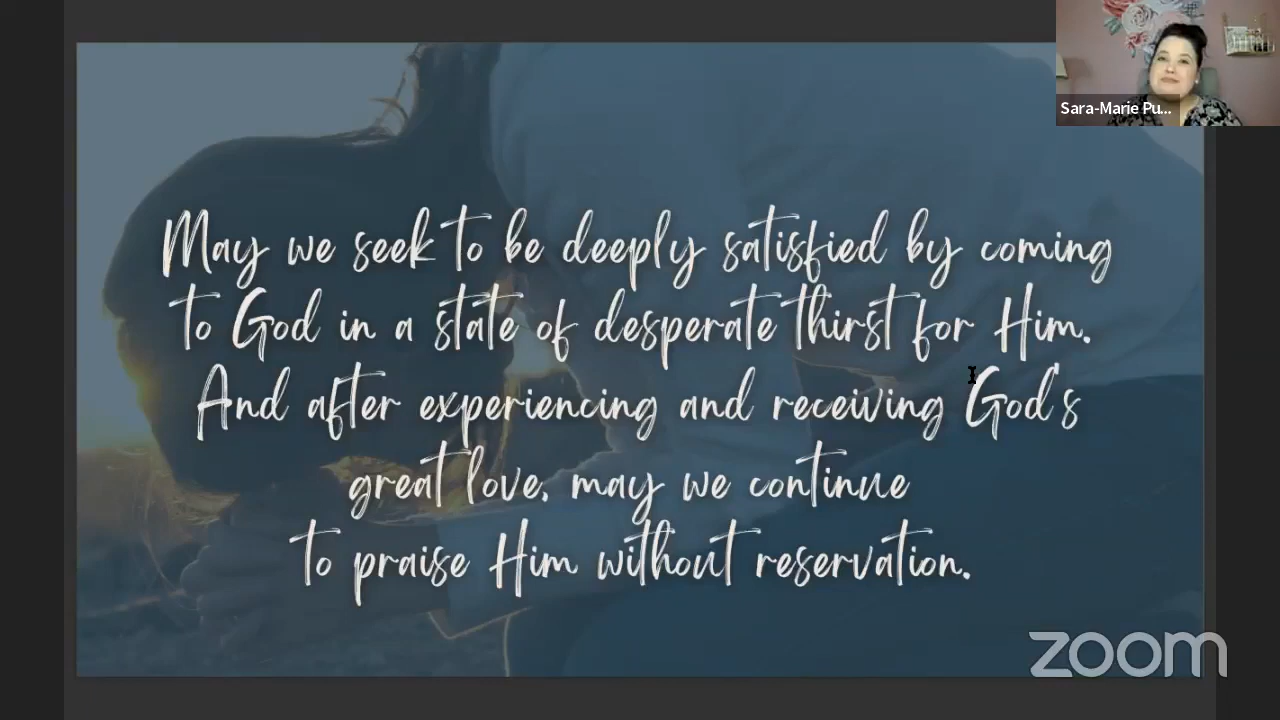 Sara-Marie Pu...
May we seek to be deeply satisfied by coming
to God in a state of desperate thirst for Him.
And after experiencing and receiving God's
great love, may we continue
to praise Him without reservation.
zoom